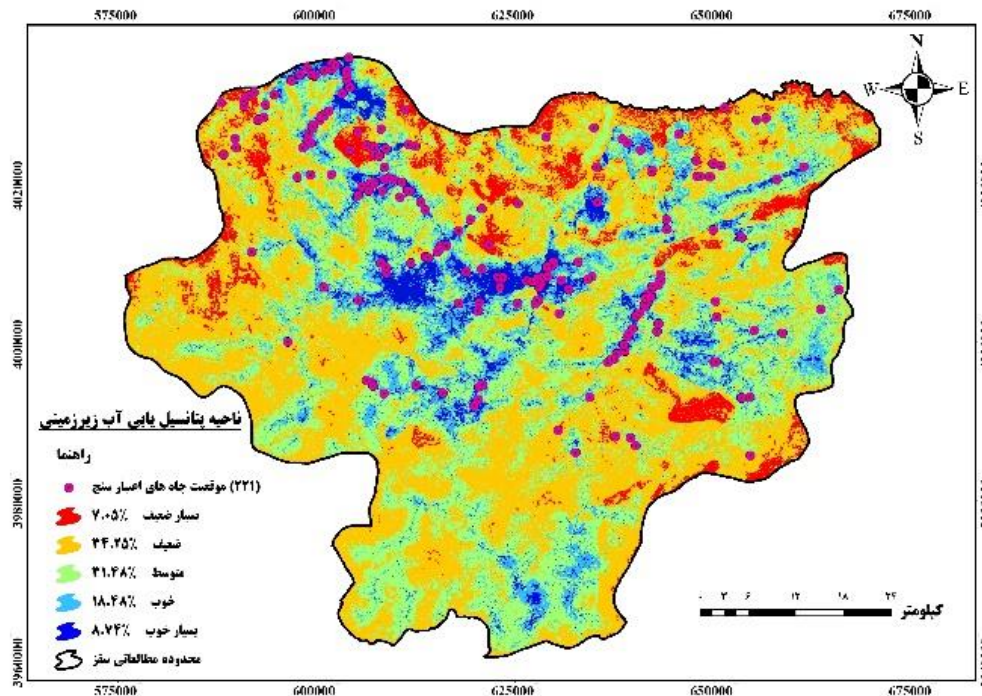 575000 600000 625000 650000 675000
N
W E
S
4020000
4000000
3980000
3960000
ناحیه پتانسیل یابی آب زیرزمینی
راهنما
موقعیت چاه های اعتبار سنج (۲۲۱)
بسیار ضعیف ۷.۰۵٪
ضعیف ۳۴.۲۵٪
متوسط ۳۱.۴۸٪
خوب ۱۸.۴۸٪
بسیار خوب ۸.۷۴٪
محدوده مطالعاتی سقز
۰ ۳ ۶ ۱۲ ۱۸ ۲۴
کیلومتر
575000 600000 625000 650000 675000